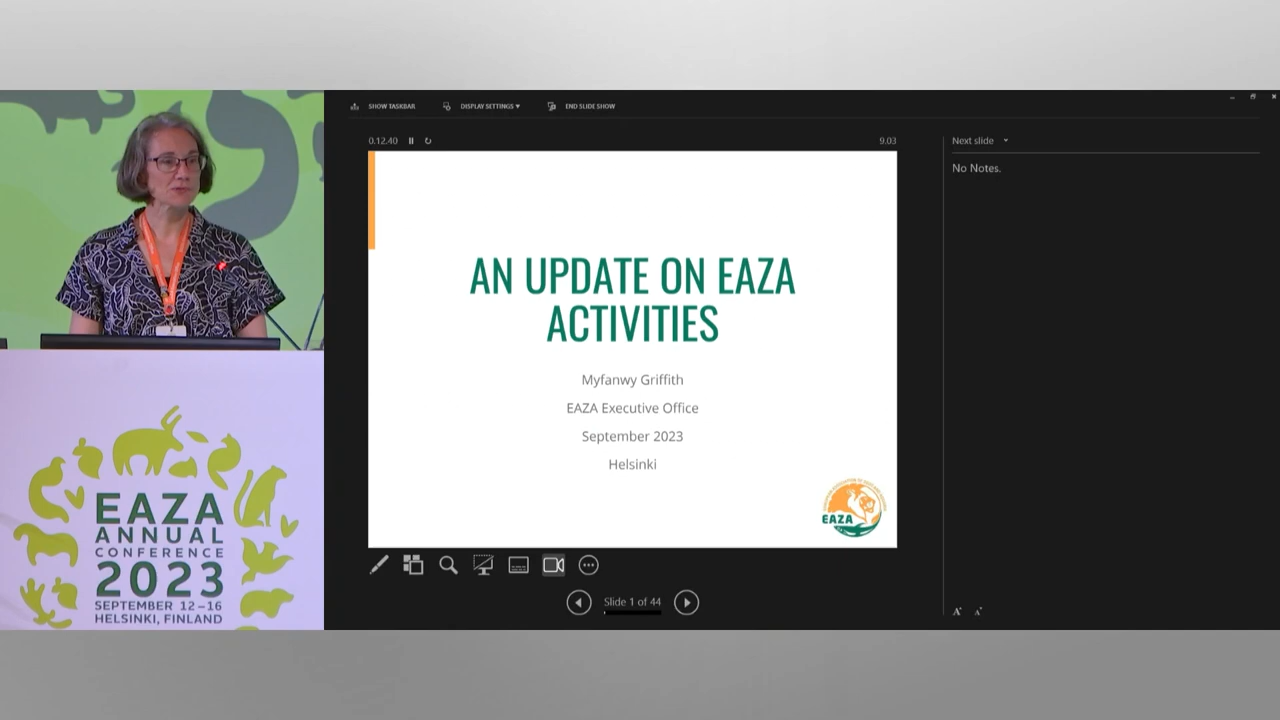 SHOW TASKBAR
DISPLAY SETTINGS
END SLIDE SHOW
0.12.40
9.03
AN UPDATE ON EAZA
ACTIVITIES
Myfanwy Griffith
EAZA Executive Office
September 2023
Helsinki
EAZA
Slide 1 of 44
Next slide
No Notes.
A
A
EAZA
ANNUAL
CONFERENCE
2023
SEPTEMBER 12–16
HELSINKI, FINLAND